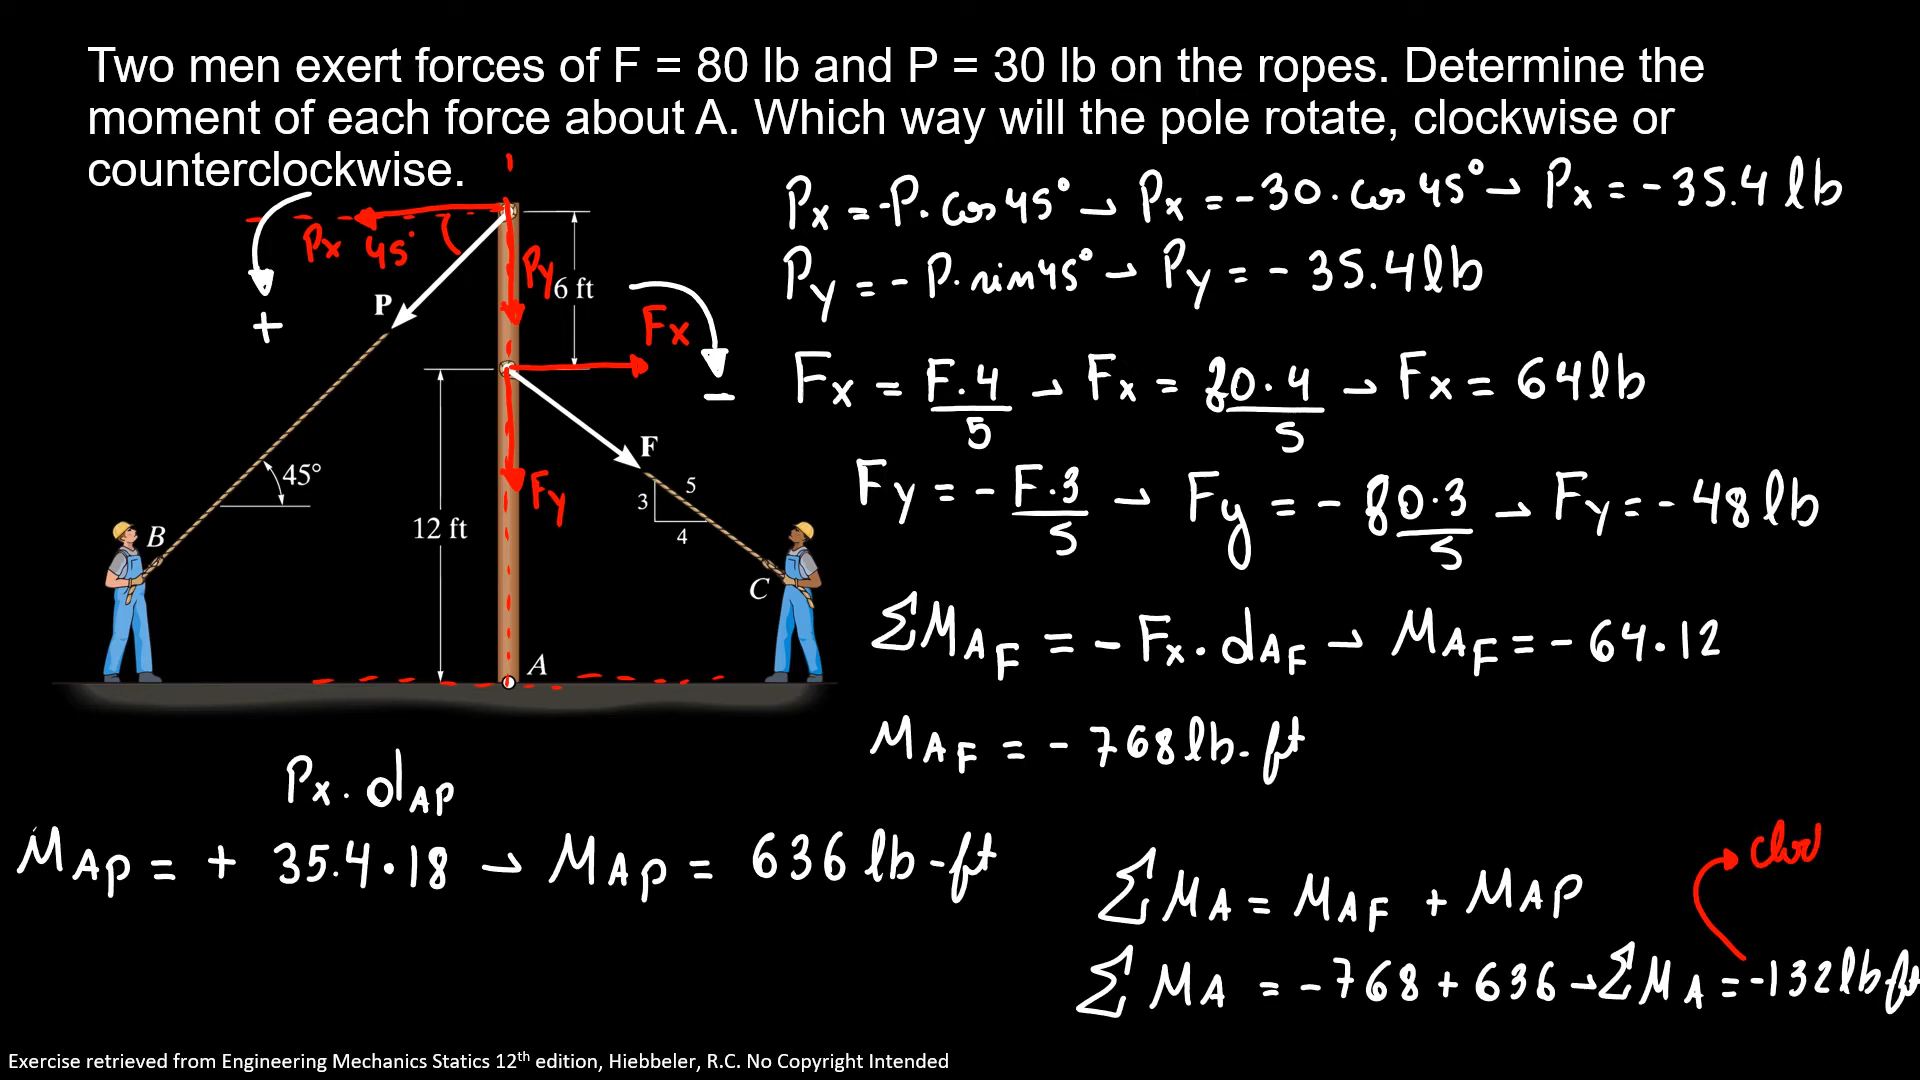 Two men exert forces of F = 80 lb and P = 30 lb on the ropes. Determine the
moment of each force about A. Which way will the pole rotate, clockwise or
counterclockwise.
Px = -P. cos 45° → Px = -30. cos 45° → Px = -35.4 lb
Py = - P. sin 45° → Py = - 35.4 lb
Px 45°
Py
6 ft
P
+
Fx
-
Fx = F.4/5 → Fx = 80.4/5 → Fx = 64 lb
F
45°
3
5
4
Fy
12 ft
Fy = - F.3/5 → Fy = - 80.3/5 → Fy = - 48 lb
B
C
A
ΣMAF = - Fx. dAF → MAF = - 64.12
MAF = - 768 lb-ft
Px. dAP
MAP = + 35.4.18 → MAP = 636 lb-ft
ΣMA = MAF + MAP
ΣMA = - 768 + 636 → ΣMA = -132 lb ft
Exercise retrieved from Engineering Mechanics Statics 12th edition, Hiebbeler, R.C. No Copyright Intended